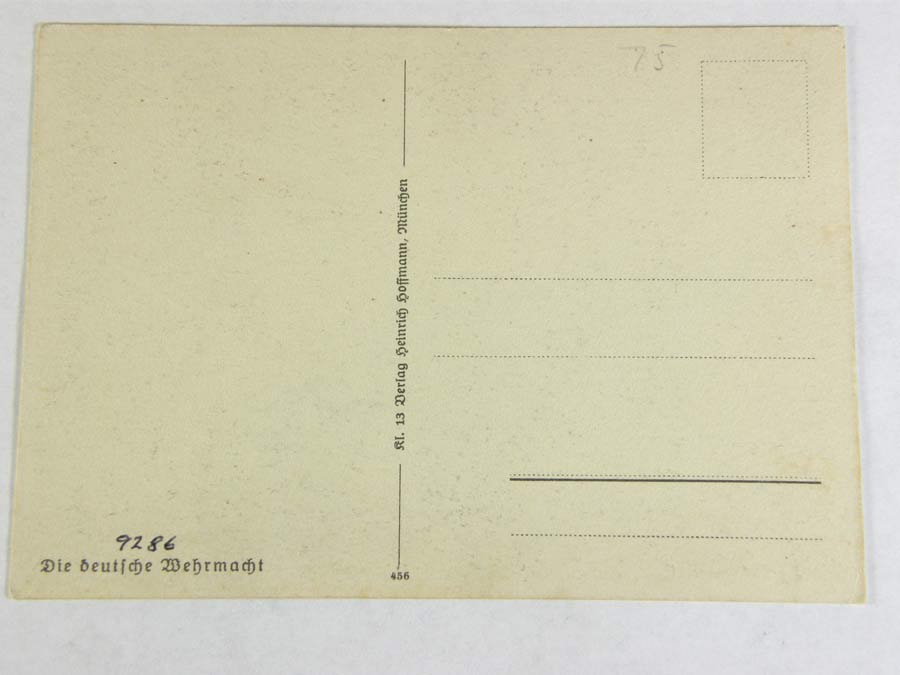 75
Kl. 13 Verlag Heinrich Hoffmann, München
9286
Die deutsche Wehrmacht
456